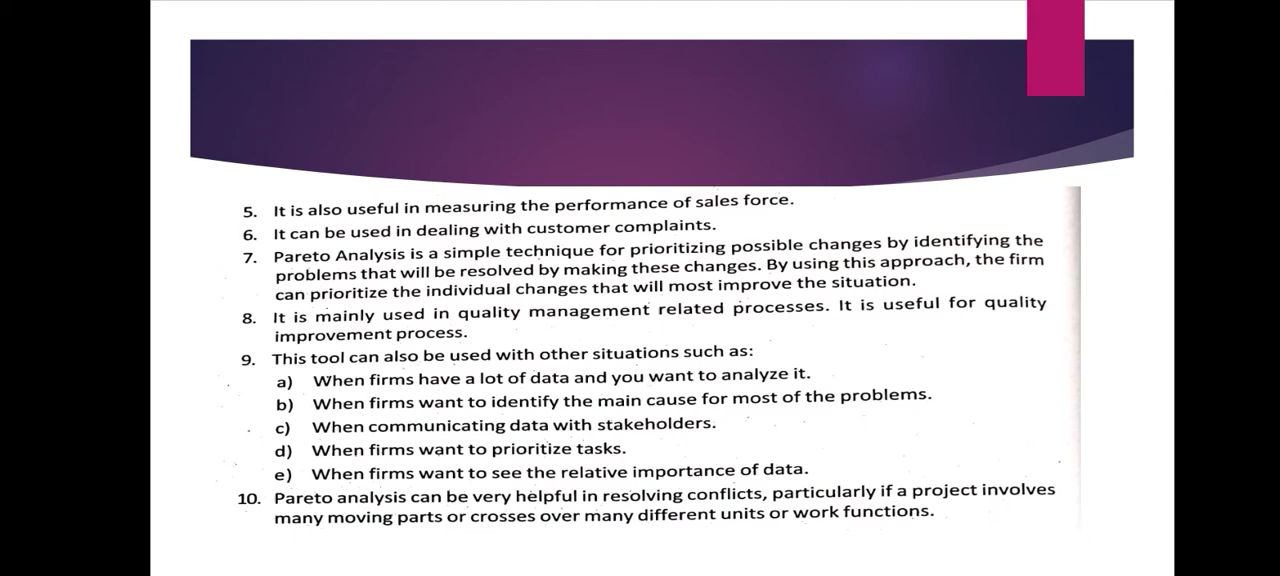 5. It is also useful in measuring the performance of sales force.
6. It can be used in dealing with customer complaints.
7. Pareto Analysis is a simple technique for prioritizing possible changes by identifying the
problems that will be resolved by making these changes. By using this approach, the firm
can prioritize the individual changes that will most improve the situation.
8. It is mainly used in quality management related processes. It is useful for quality
improvement process.
9. This tool can also be used with other situations such as:
a) When firms have a lot of data and you want to analyze it.
b) When firms want to identify the main cause for most of the problems.
c) When communicating data with stakeholders.
d) When firms want to prioritize tasks.
e) When firms want to see the relative importance of data.
10. Pareto analysis can be very helpful in resolving conflicts, particularly if a project involves
many moving parts or crosses over many different units or work functions.